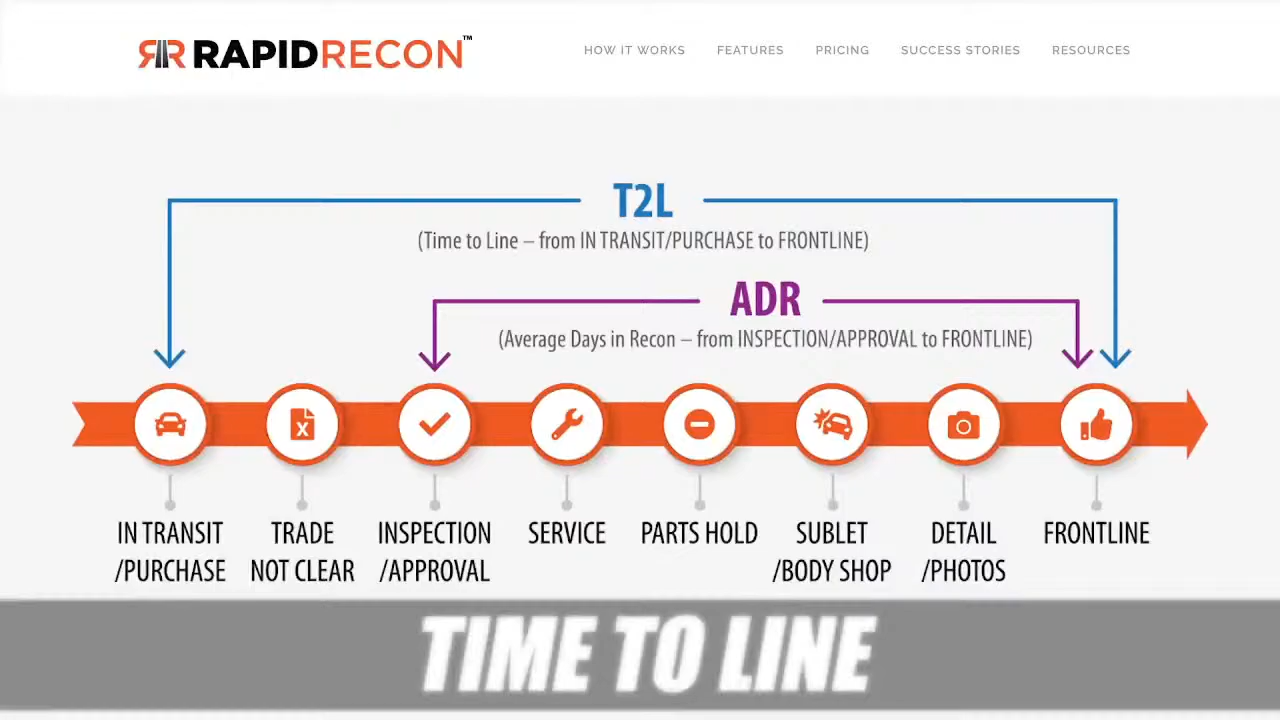 RAPIDRECON™
HOW IT WORKS FEATURES PRICING SUCCESS STORIES RESOURCES
T2L
(Time to Line – from IN TRANSIT/PURCHASE to FRONTLINE)
ADR
(Average Days in Recon – from INSPECTION/APPROVAL to FRONTLINE)
IN TRANSIT
/PURCHASE
TRADE
NOT CLEAR
INSPECTION
/APPROVAL
SERVICE
PARTS HOLD
SUBLET
/BODY SHOP
DETAIL
/PHOTOS
FRONTLINE
TIME TO LINE